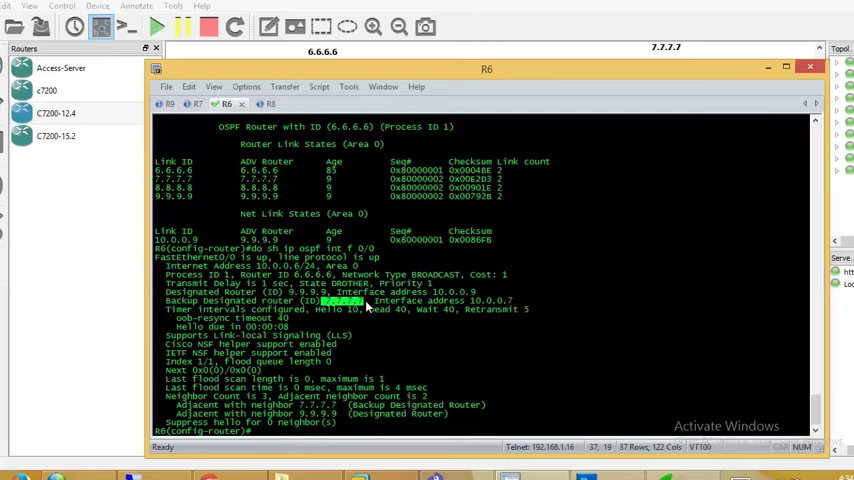 Edit View Control Device Annotate Tools Help
Routers
Access-Server
c7200
C7200-12.4
C7200-15.2
6.6.6.6
7.7.7.7
Topol..
R6
File Edit View Options Transfer Script Tools Window Help
R9 R7 R6 R8
OSPF Router with ID (6.6.6.6) (Process ID 1)
Router Link States (Area 0)
Link ID ADV Router Age Seq# Checksum Link count
6.6.6.6 6.6.6.6 85 0x80000001 0x004B4E 2
7.7.7.7 7.7.7.7 9 0x80000001 0x00E2D3 2
8.8.8.8 8.8.8.8 9 0x80000001 0x00901E 2
9.9.9.9 9.9.9.9 9 0x80000001 0x00792B 2
Net Link States (Area 0)
Link ID ADV Router Age Seq# Checksum
10.0.0.9 9.9.9.9 9 0x80000001 0x0086FB
R6(config-router)#do sh ip ospf int f 0/0
FastEthernet0/0 is up, line protocol is up
Internet Address 10.0.0.6/24, Area 0
Process ID 1, Router ID 6.6.6.6, Network Type BROADCAST, Cost: 1
Transmit Delay is 1 sec, State DROTHER, Priority 1
Designated Router (ID) 9.9.9.9, Interface address 10.0.0.9
Backup Designated router (ID) 7.7.7.7, Interface address 10.0.0.7
Timer intervals configured, Hello 10, Dead 40, Wait 40, Retransmit 5
oob-resync timeout 40
Hello due in 00:00:08
Supports Link-local Signaling (LLS)
Cisco NSF helper support enabled
IETF NSF helper support enabled
Index 1/1, flood queue length 0
Next 0x0(0)/0x0(0)
Last flood scan length is 0, maximum is 1
Last flood scan time is 0 msec, maximum is 4 msec
Neighbor Count is 3, Adjacent neighbor count is 2
Adjacent with neighbor 7.7.7.7 (Backup Designated Router)
Adjacent with neighbor 9.9.9.9 (Designated Router)
Suppress hello for 0 neighbor(s)
R6(config-router)#
Activate Windows
Ready
Telnet: 192.168.1.16 37, 19 37 Rows, 122 Cols VT100 CAP NUM
Serve..
htt
Loc
4:34